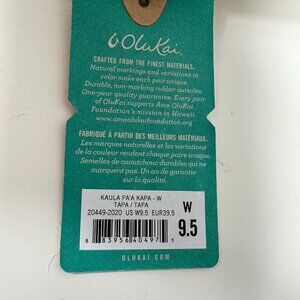 OluKai
CRAFTED FROM THE FINEST MATERIALS.
Natural markings and variations in
color make each pair unique.
Durable, non-marking rubber outsoles.
One-year quality guarantee. Every pair
of OluKai supports Ama OluKai
Foundation's mission in Hawaii.
www.amaolukaifoundation.org
FABRIQUÉ À PARTIR DES MEILLEURS MATÉRIAUX.
Les marques naturelles et les variations
de la couleur rendent chaque paire unique.
Semelles de caoutchouc durables qui ne
marquent pas. Un an de garantie
sur la qualité.
KAULA PA'A KAPA - W
TAPA / TAPA
20449-2020 US W9.5 EUR39.5
8 83956 40497 5
W
9.5
OLUKAI.COM